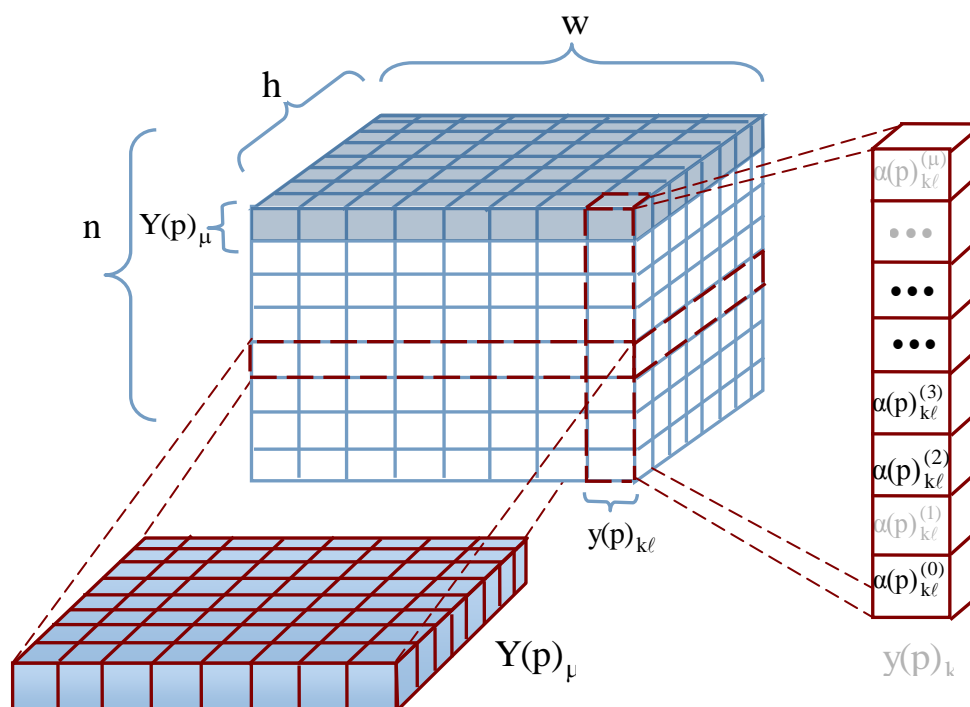 w
h
n
Y(p)μ
α(p)kℓ(μ)
•••
•••
•••
α(p)kℓ(3)
α(p)kℓ(2)
α(p)kℓ(1)
α(p)kℓ(0)
y(p)kℓ
Y(p)μ
y(p)k